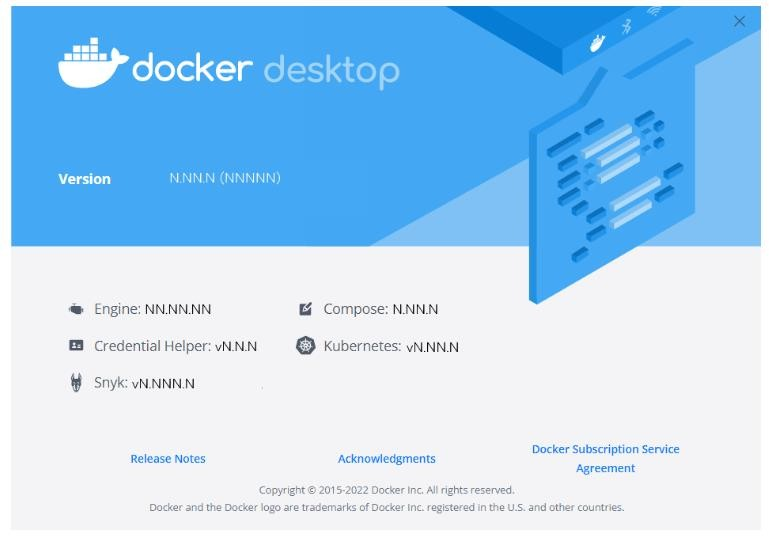 docker desktop
Version N.NN.N (NNNNN)
Engine: NN.NN.NN Compose: N.NN.N
Credential Helper: vN.N.N Kubernetes: vN.NN.N
Snyk: vN.NNN.N
Release Notes Acknowledgments Docker Subscription Service
Agreement
Copyright © 2015-2022 Docker Inc. All rights reserved.
Docker and the Docker logo are trademarks of Docker Inc. registered in the U.S. and other countries.